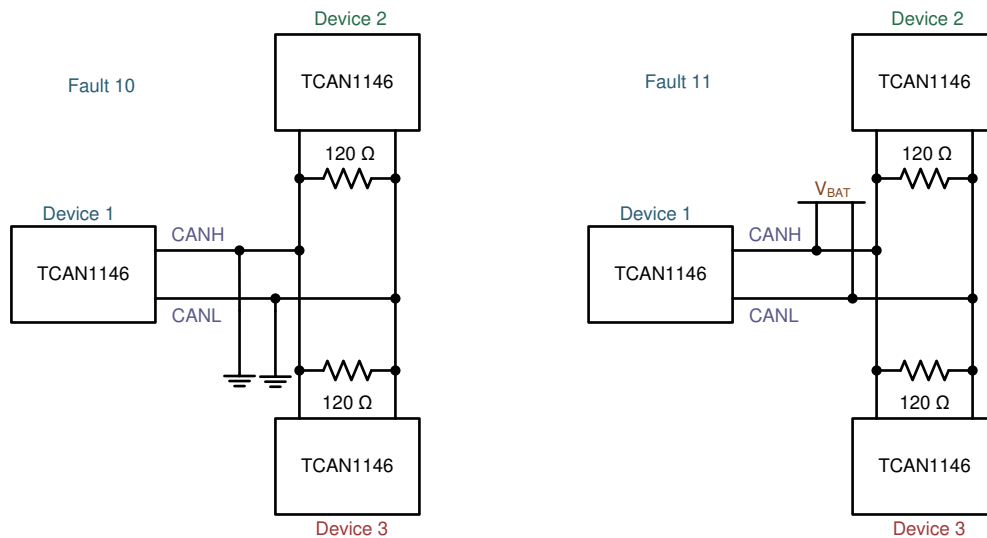 Fault 10
Device 2
TCAN1146
120 Ω
Device 1
TCAN1146
CANH
CANL
120 Ω
TCAN1146
Device 3
Fault 11
Device 2
TCAN1146
120 Ω
VBAT
Device 1
TCAN1146
CANH
CANL
120 Ω
TCAN1146
Device 3